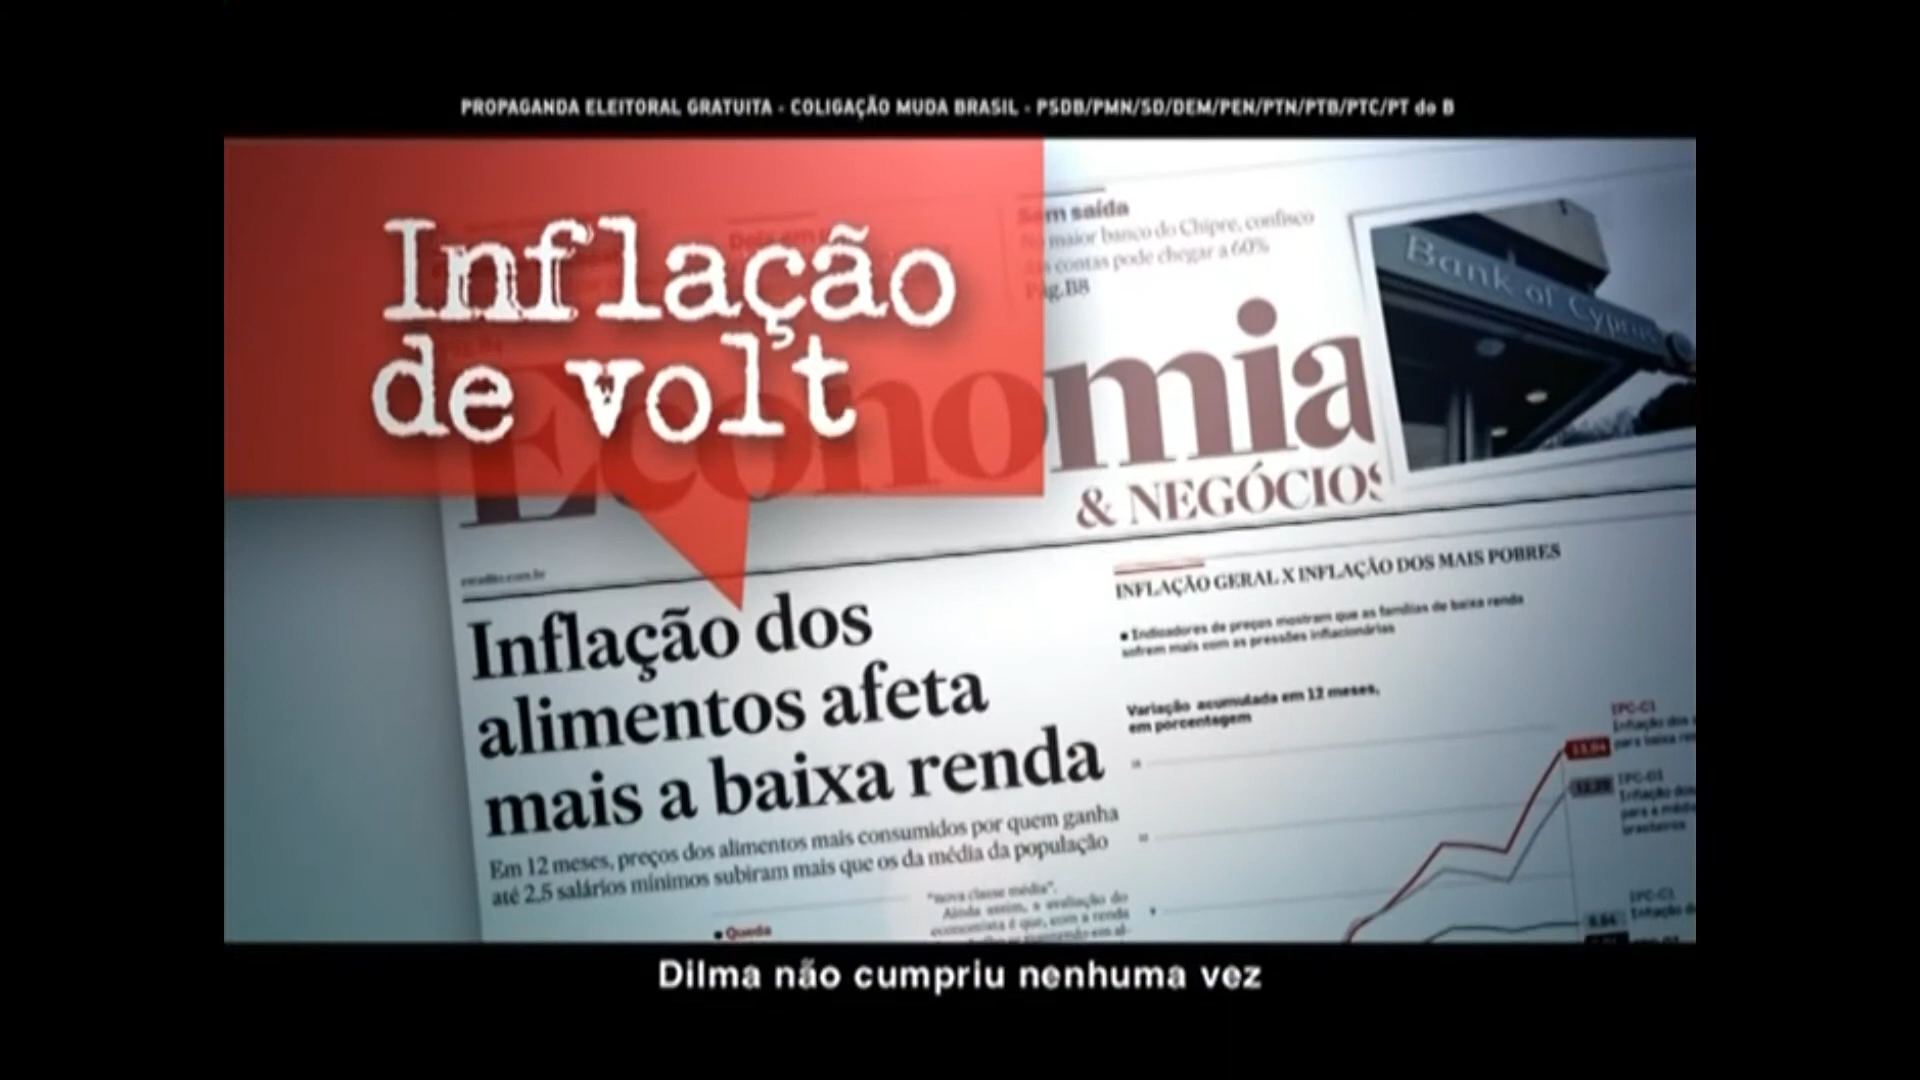 PROPAGANDA ELEITORAL GRATUITA - COLIGAÇÃO MUDA BRASIL - PSDB/PMN/SD/DEM/PEN/PTN/PTB/PTC/PT do B
Inflação
de volt
Sem saída
No maior banco do Chipre, confisco
das contas pode chegar a 60%
Pág.B8
Bank of Cyprus
Economia
& NEGÓCIOS
Inflação dos
alimentos afeta
mais a baixa renda
Em 12 meses, preços dos alimentos mais consumidos por quem ganha
até 2,5 salários mínimos subiram mais que os da média da população
INFLAÇÃO GERAL X INFLAÇÃO DOS MAIS POBRES
● Indicadores de preços mostram que as famílias de baixa renda
sofrem mais com as pressões inflacionárias
Variação acumulada em 12 meses,
em porcentagem
IPC-C1
Inflação dos
para baixa
"nova classe média".
Ainda assim, a avaliação do
economista é que, com a renda
● Queda
Dilma não cumpriu nenhuma vez